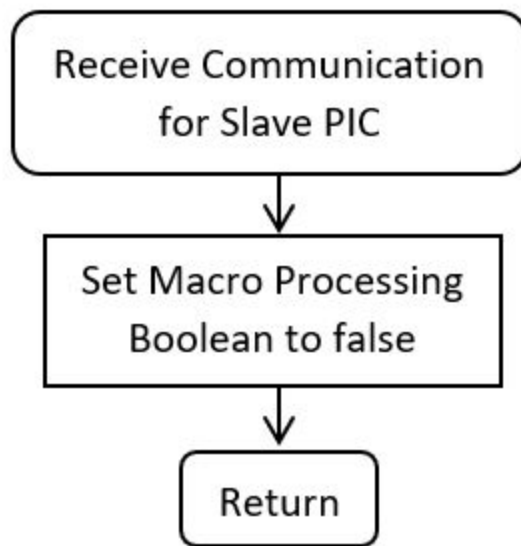 Receive Communication
for Slave PIC
Set Macro Processing
Boolean to false
Return